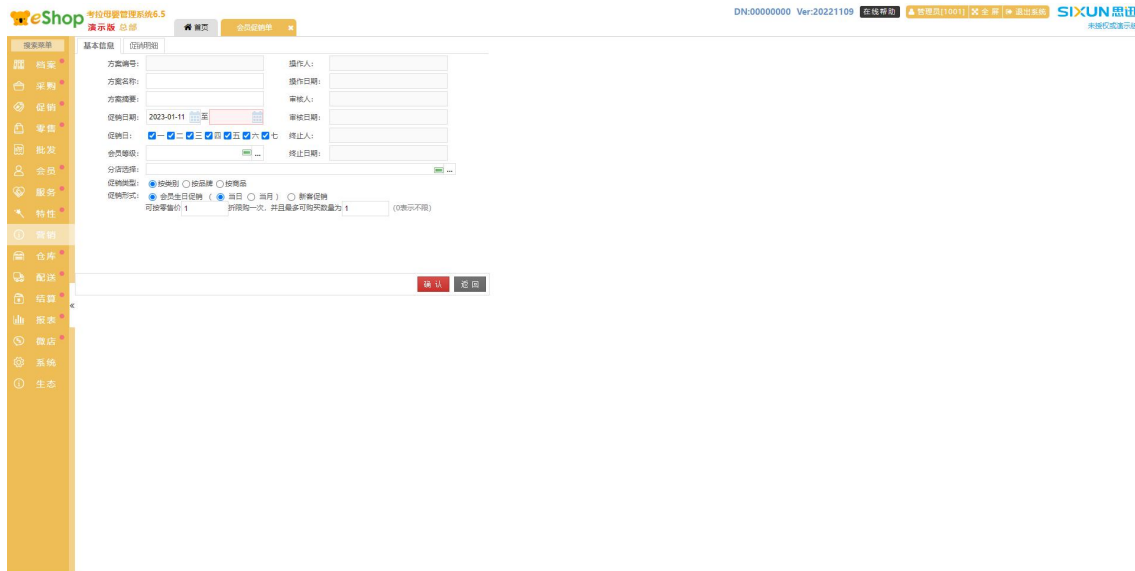 eShop 考拉母婴管理系统6.5
演示版 总部
首页 会员促销单 ×
DN:00000000 Ver:20221109 在线帮助 管理员[1001] 全屏 退出系统 SIXUN思迅
未授权或演示版
搜索菜单
档案
采购
促销
零售
批发
会员
服务
特性
营销
仓库
配送
结算
报表
微店
系统
生态
«
基本信息 促销明细
方案编号: 操作人:
方案名称: 操作日期:
方案摘要: 审核人:
促销日期: 2023-01-11 至 审核日期:
促销日: 一 二 三 四 五 六 七 终止人:
会员等级: ... 终止日期:
分店选择: ...
促销类型: 按类别 按品牌 按商品
促销形式: 会员生日促销 ( 当日 当月 ) 新客促销
可按零售价 1 折限购一次,并且最多可购买数量为 1 (0表示不限)
确认 返回